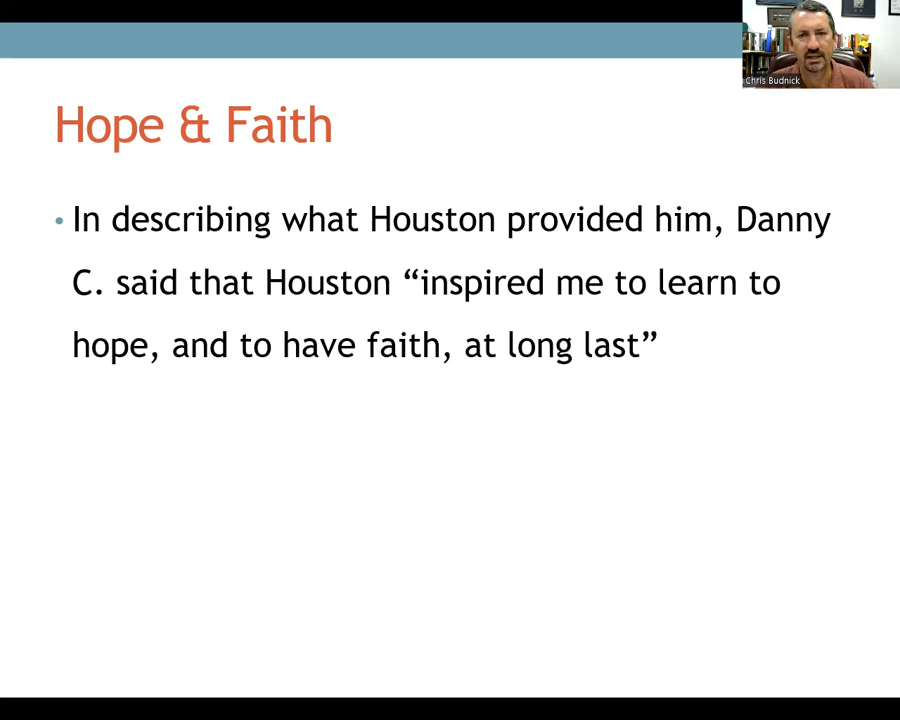 Chris Budnick
Hope & Faith
• In describing what Houston provided him, Danny
C. said that Houston “inspired me to learn to
hope, and to have faith, at long last”